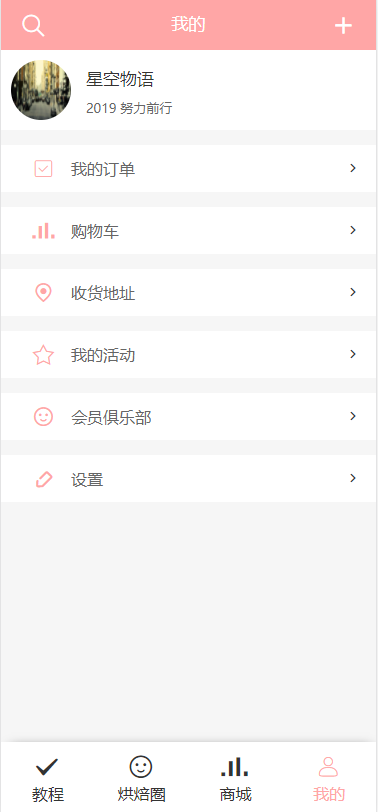 我的
星空物语
2019 努力前行
我的订单
购物车
收货地址
我的活动
会员俱乐部
设置
教程 烘焙圈 商城 我的